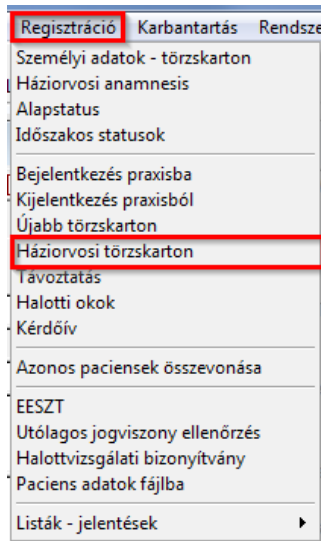 Regisztráció Karbantartás Rendsze
Személyi adatok - törzskarton
Háziorvosi anamnesis
Alapstatus
Időszakos statusok
Bejelentkezés praxisba
Kijelentkezés praxisból
Újabb törzskarton
Háziorvosi törzskarton
Távoztatás
Halotti okok
Kérdőív
Azonos paciensek összevonása
EESZT
Utólagos jogviszony ellenőrzés
Halottvizsgálati bizonyítvány
Paciens adatok fájlba
Listák - jelentések